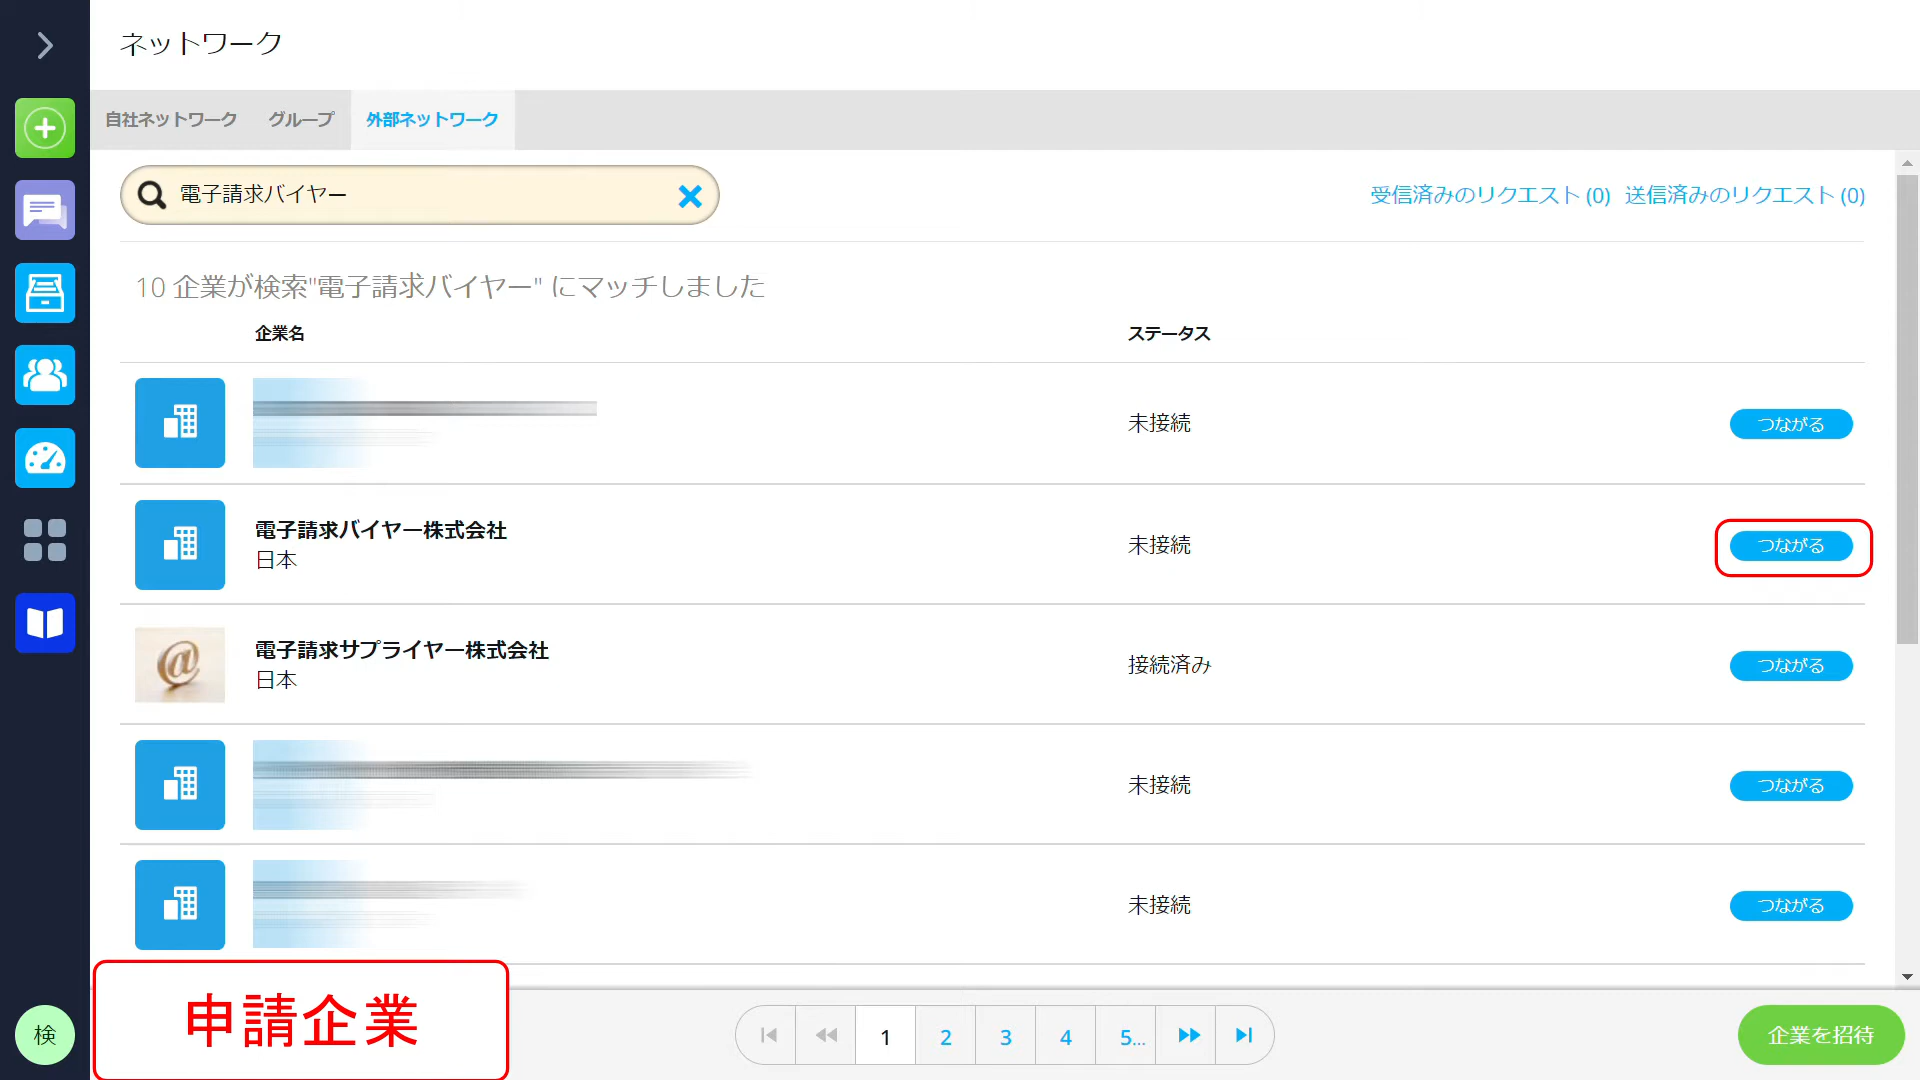 ネットワーク
自社ネットワーク グループ 外部ネットワーク
電子請求バイヤー
受信済みのリクエスト (0) 送信済みのリクエスト (0)
10 企業が検索"電子請求バイヤー" にマッチしました
企業名 ステータス
未接続 つながる
電子請求バイヤー株式会社
日本
未接続 つながる
電子請求サプライヤー株式会社
日本
接続済み つながる
未接続 つながる
未接続 つながる
検
申請企業
1 2 3 4 5...
企業を招待